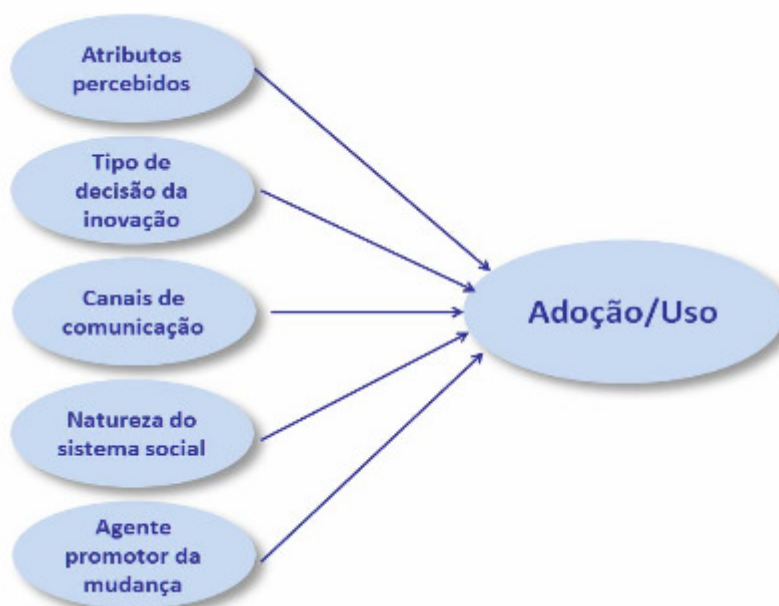 Atributos
percebidos
Tipo de
decisão da
inovação
Canais de
comunicação
Adoção/Uso
Natureza do
sistema social
Agente
promotor da
mudança